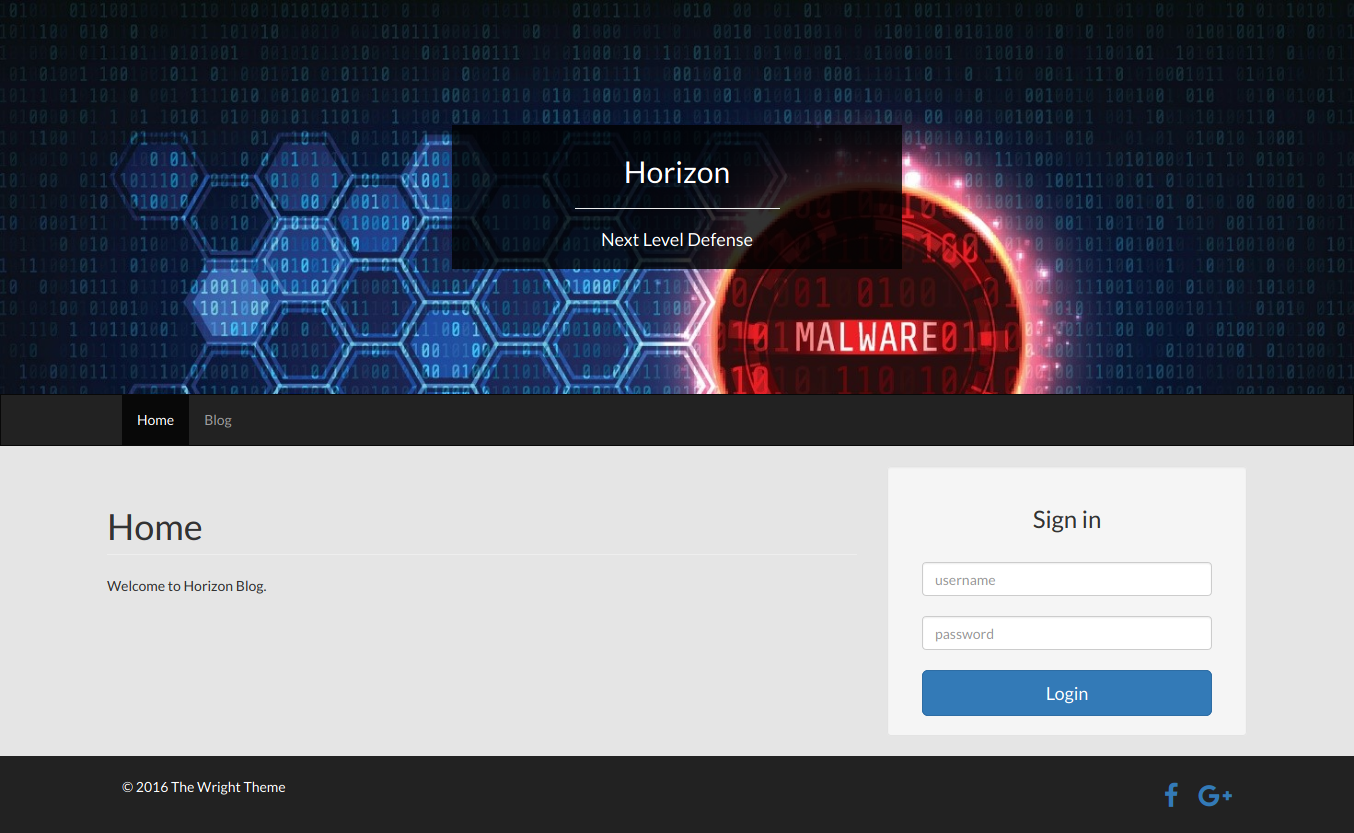 Horizon
Next Level Defense
MALWARE
Home
Blog
Home
Welcome to Horizon Blog.
Sign in
username
password
Login
© 2016 The Wright Theme